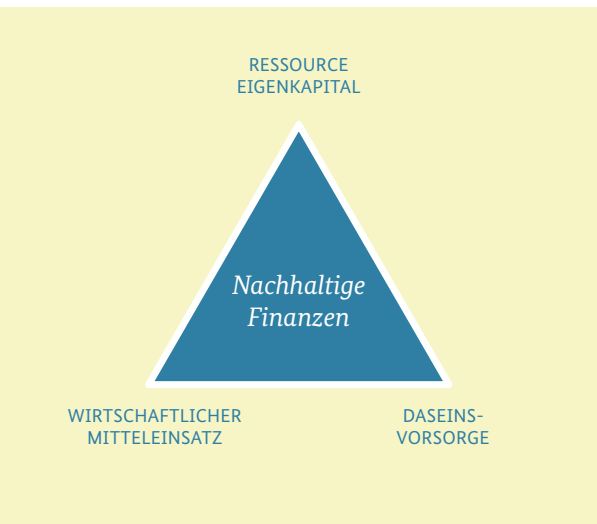 RESSOURCE
EIGENKAPITAL
Nachhaltige
Finanzen
WIRTSCHAFTLICHER
MITTELEINSATZ
DASEINS-
VORSORGE